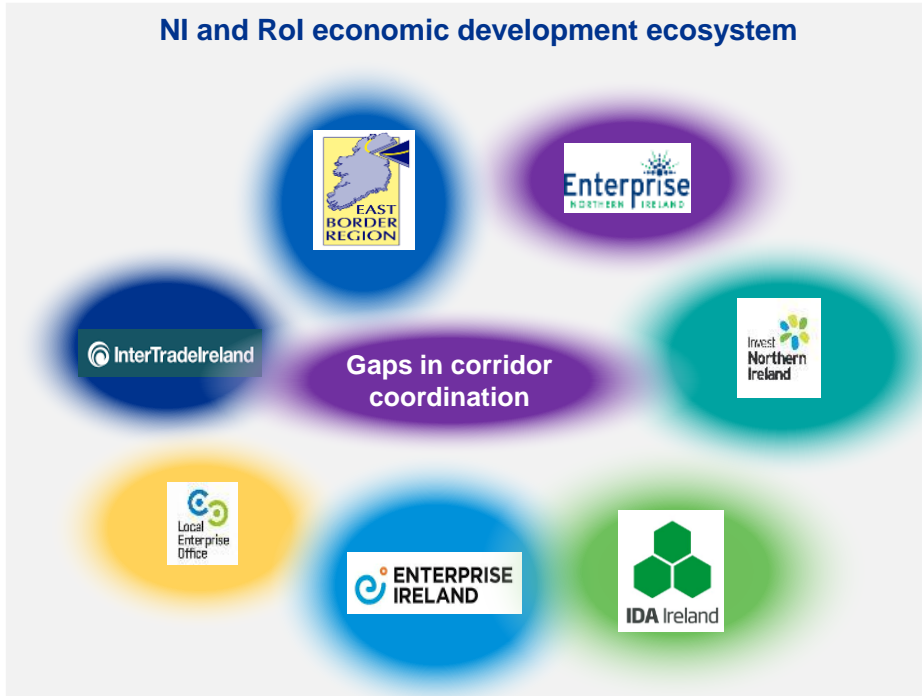 NI and RoI economic development ecosystem
EAST
BORDER
REGION
Enterprise
NORTHERN IRELAND
InterTradeIreland
Gaps in corridor
coordination
Invest
Northern
Ireland
Local
Enterprise
Office
ENTERPRISE
IRELAND
IDA Ireland